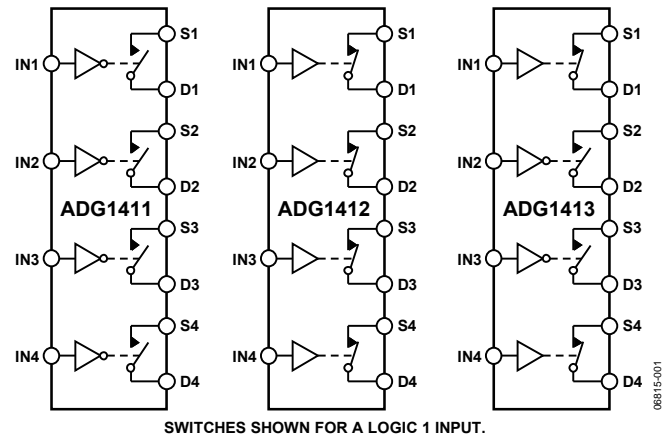 S1
IN1
D1
S2
IN2
D2
ADG1411
S3
IN3
D3
S4
IN4
D4
S1
IN1
D1
S2
IN2
D2
ADG1412
S3
IN3
D3
S4
IN4
D4
S1
IN1
D1
S2
IN2
D2
ADG1413
S3
IN3
D3
S4
IN4
D4
06815-001
SWITCHES SHOWN FOR A LOGIC 1 INPUT.